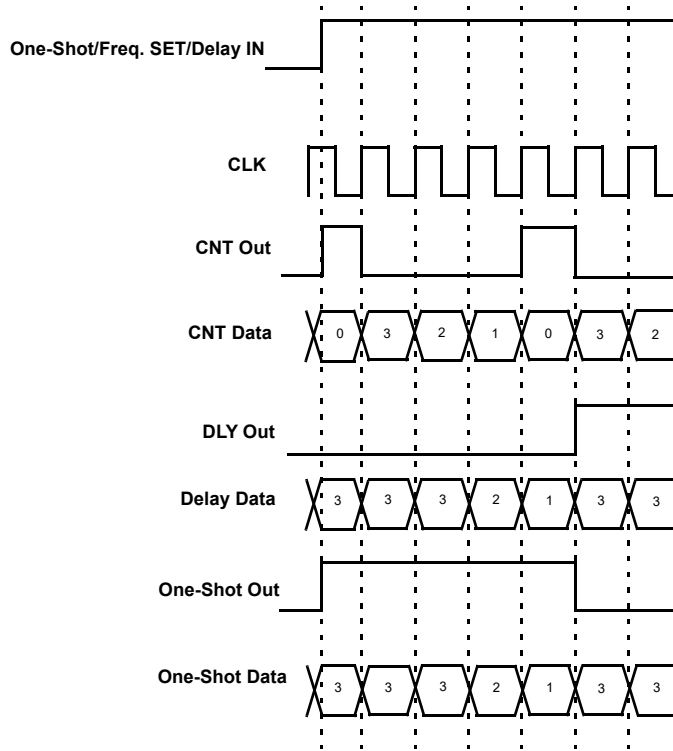 One-Shot/Freq. SET/Delay IN
CLK
CNT Out
CNT Data 0 3 2 1 0 3 2
DLY Out
Delay Data 3 3 3 2 1 3 3
One-Shot Out
One-Shot Data 3 3 3 2 1 3 3